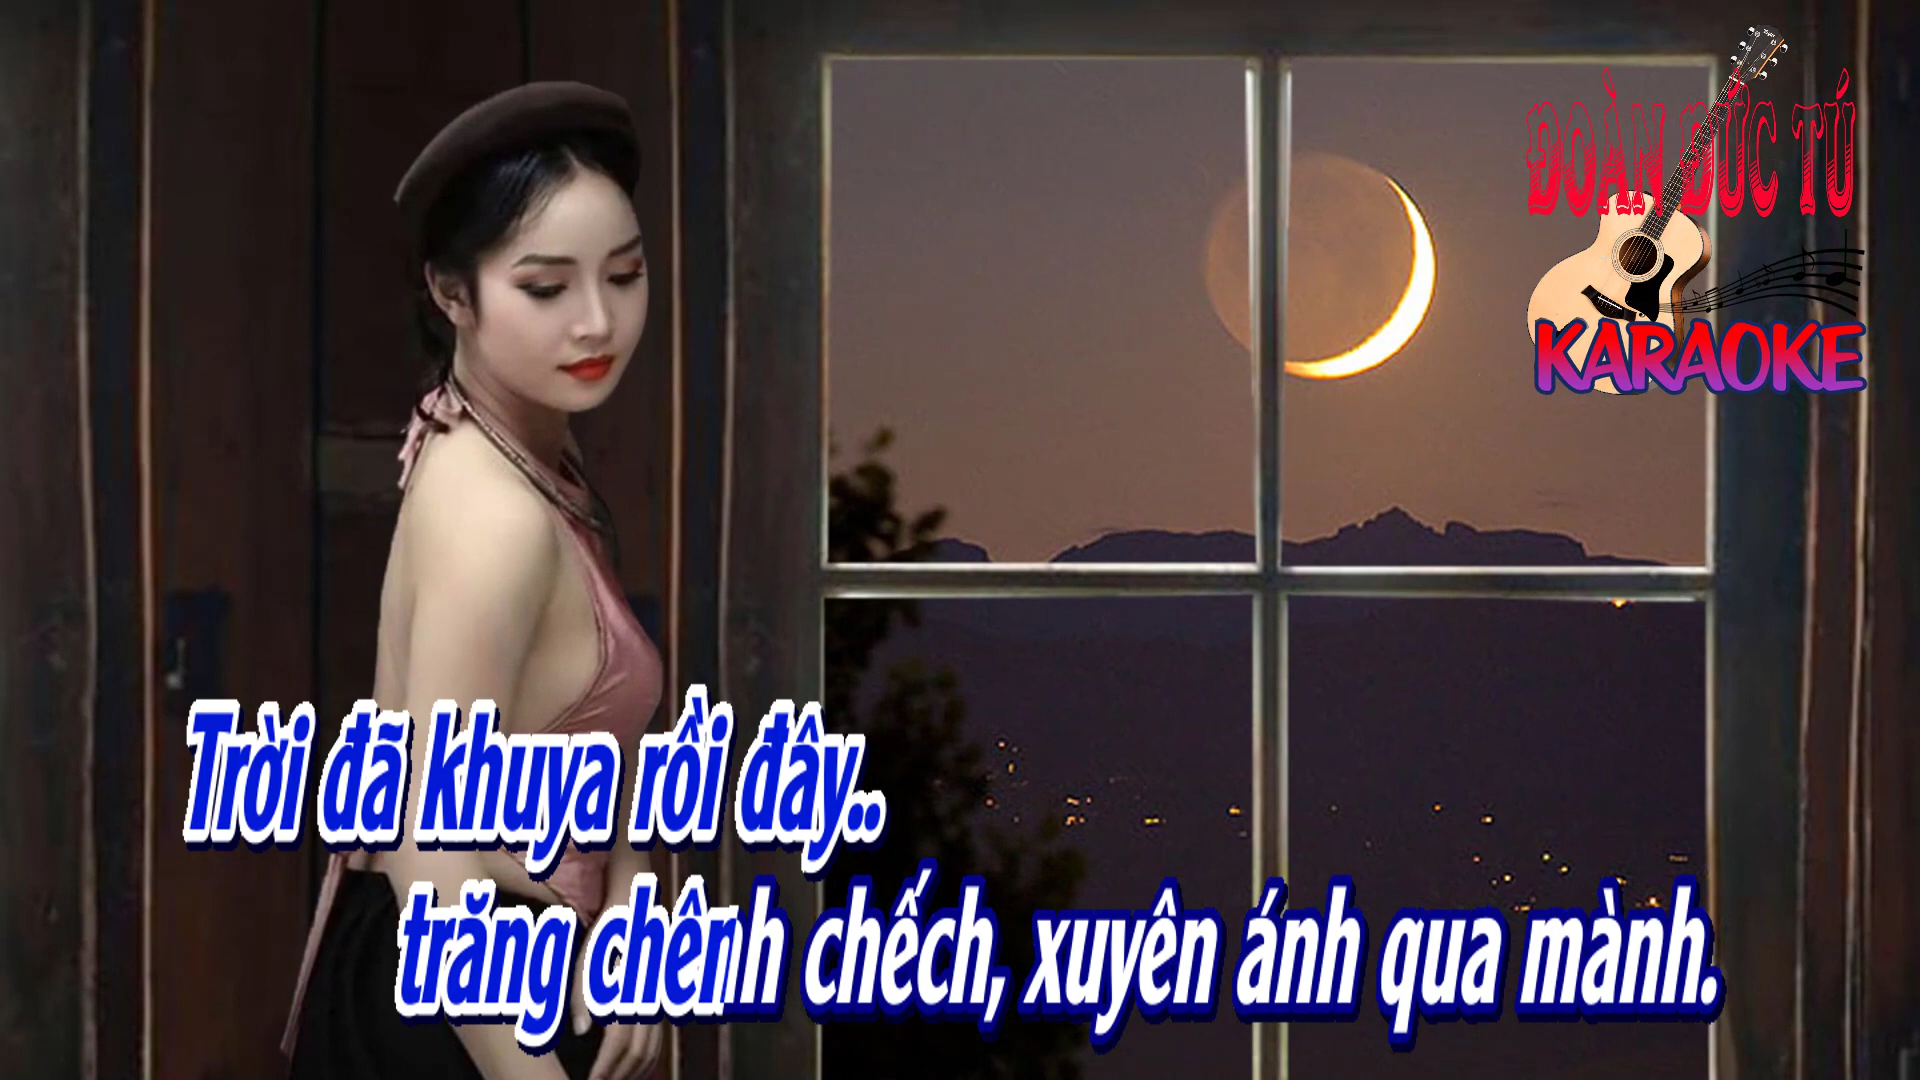 ĐOÀN ĐỨC TÚ
KARAOKE
Trời đã khuya rồi đây..
trăng chênh chếch, xuyên ánh qua mành.